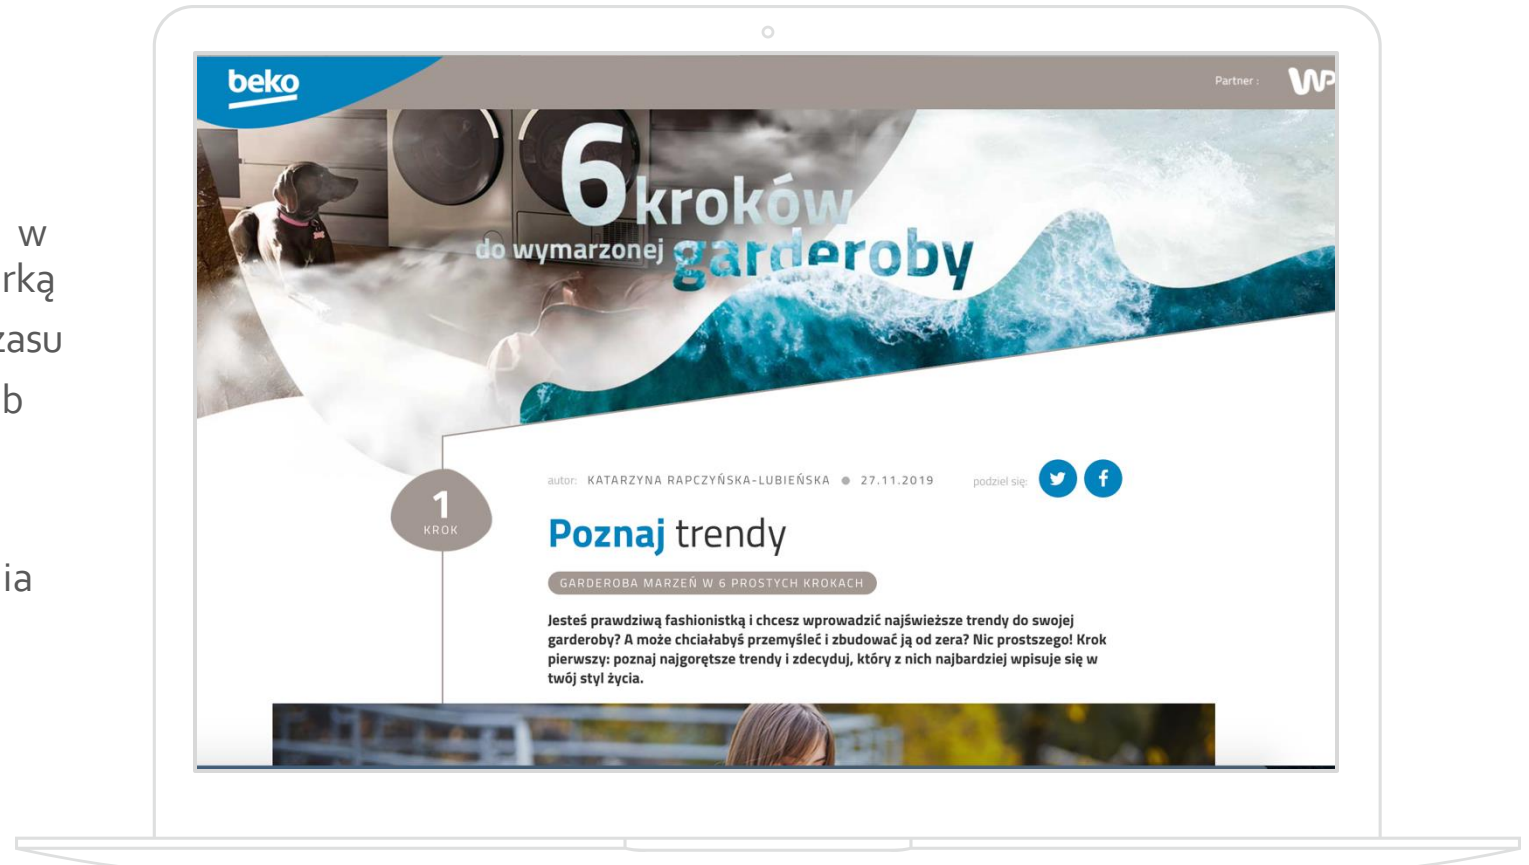 w
rką
zasu
b
ia
beko
Partner :
WP
6 kroków
do wymarzonej garderoby
1
KROK
autor: KATARZYNA RAPCZYŃSKA-LUBIEŃSKA ● 27.11.2019 podziel się:
Poznaj trendy
GARDEROBA MARZEŃ W 6 PROSTYCH KROKACH
Jesteś prawdziwą fashionistką i chcesz wprowadzić najświeższe trendy do swojej
garderoby? A może chciałabyś przemyśleć i zbudować ją od zera? Nic prostszego! Krok
pierwszy: poznaj najgorętsze trendy i zdecyduj, który z nich najbardziej wpisuje się w
twój styl życia.